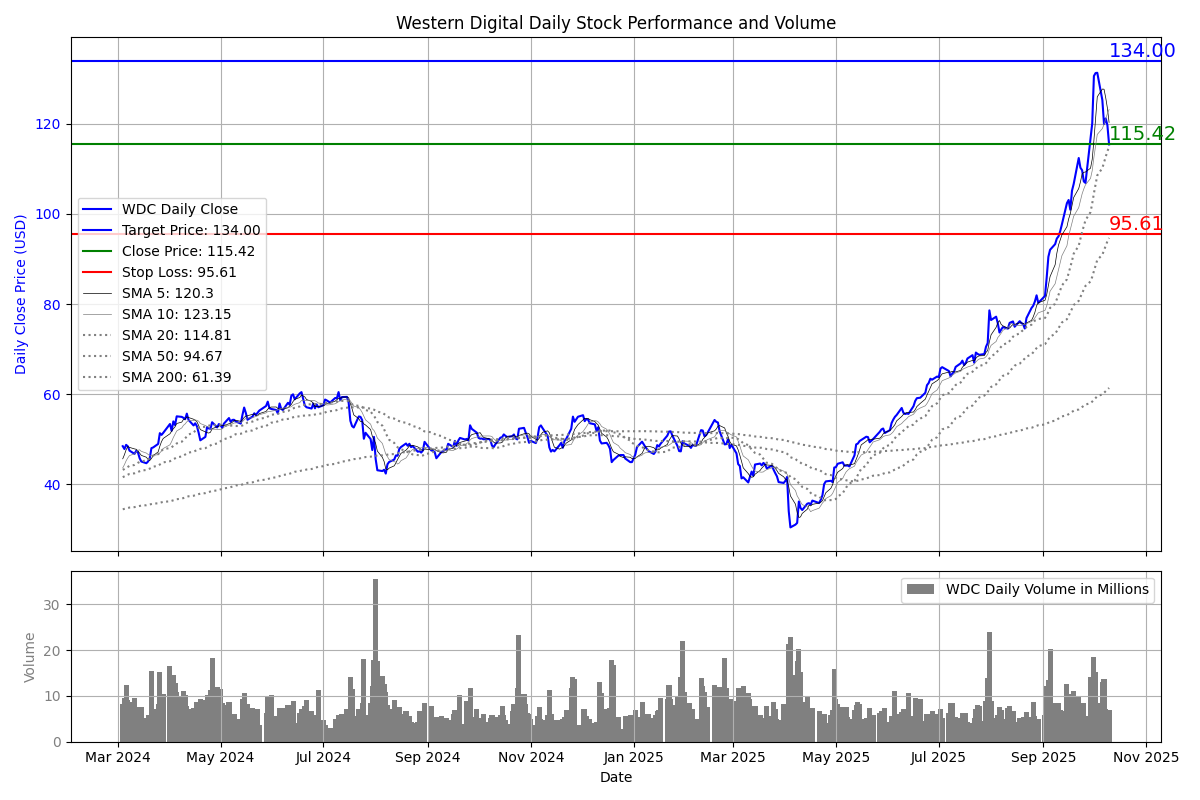 Western Digital Daily Stock Performance and Volume
134.00
120
115.42
100
95.61
80
60
40
Daily Close Price (USD)
WDC Daily Close
Target Price: 134.00
Close Price: 115.42
Stop Loss: 95.61
SMA 5: 120.3
SMA 10: 123.15
SMA 20: 114.81
SMA 50: 94.67
SMA 200: 61.39
WDC Daily Volume in Millions
30
20
10
0
Volume
Mar 2024 May 2024 Jul 2024 Sep 2024 Nov 2024 Jan 2025 Mar 2025 May 2025 Jul 2025 Sep 2025 Nov 2025
Date